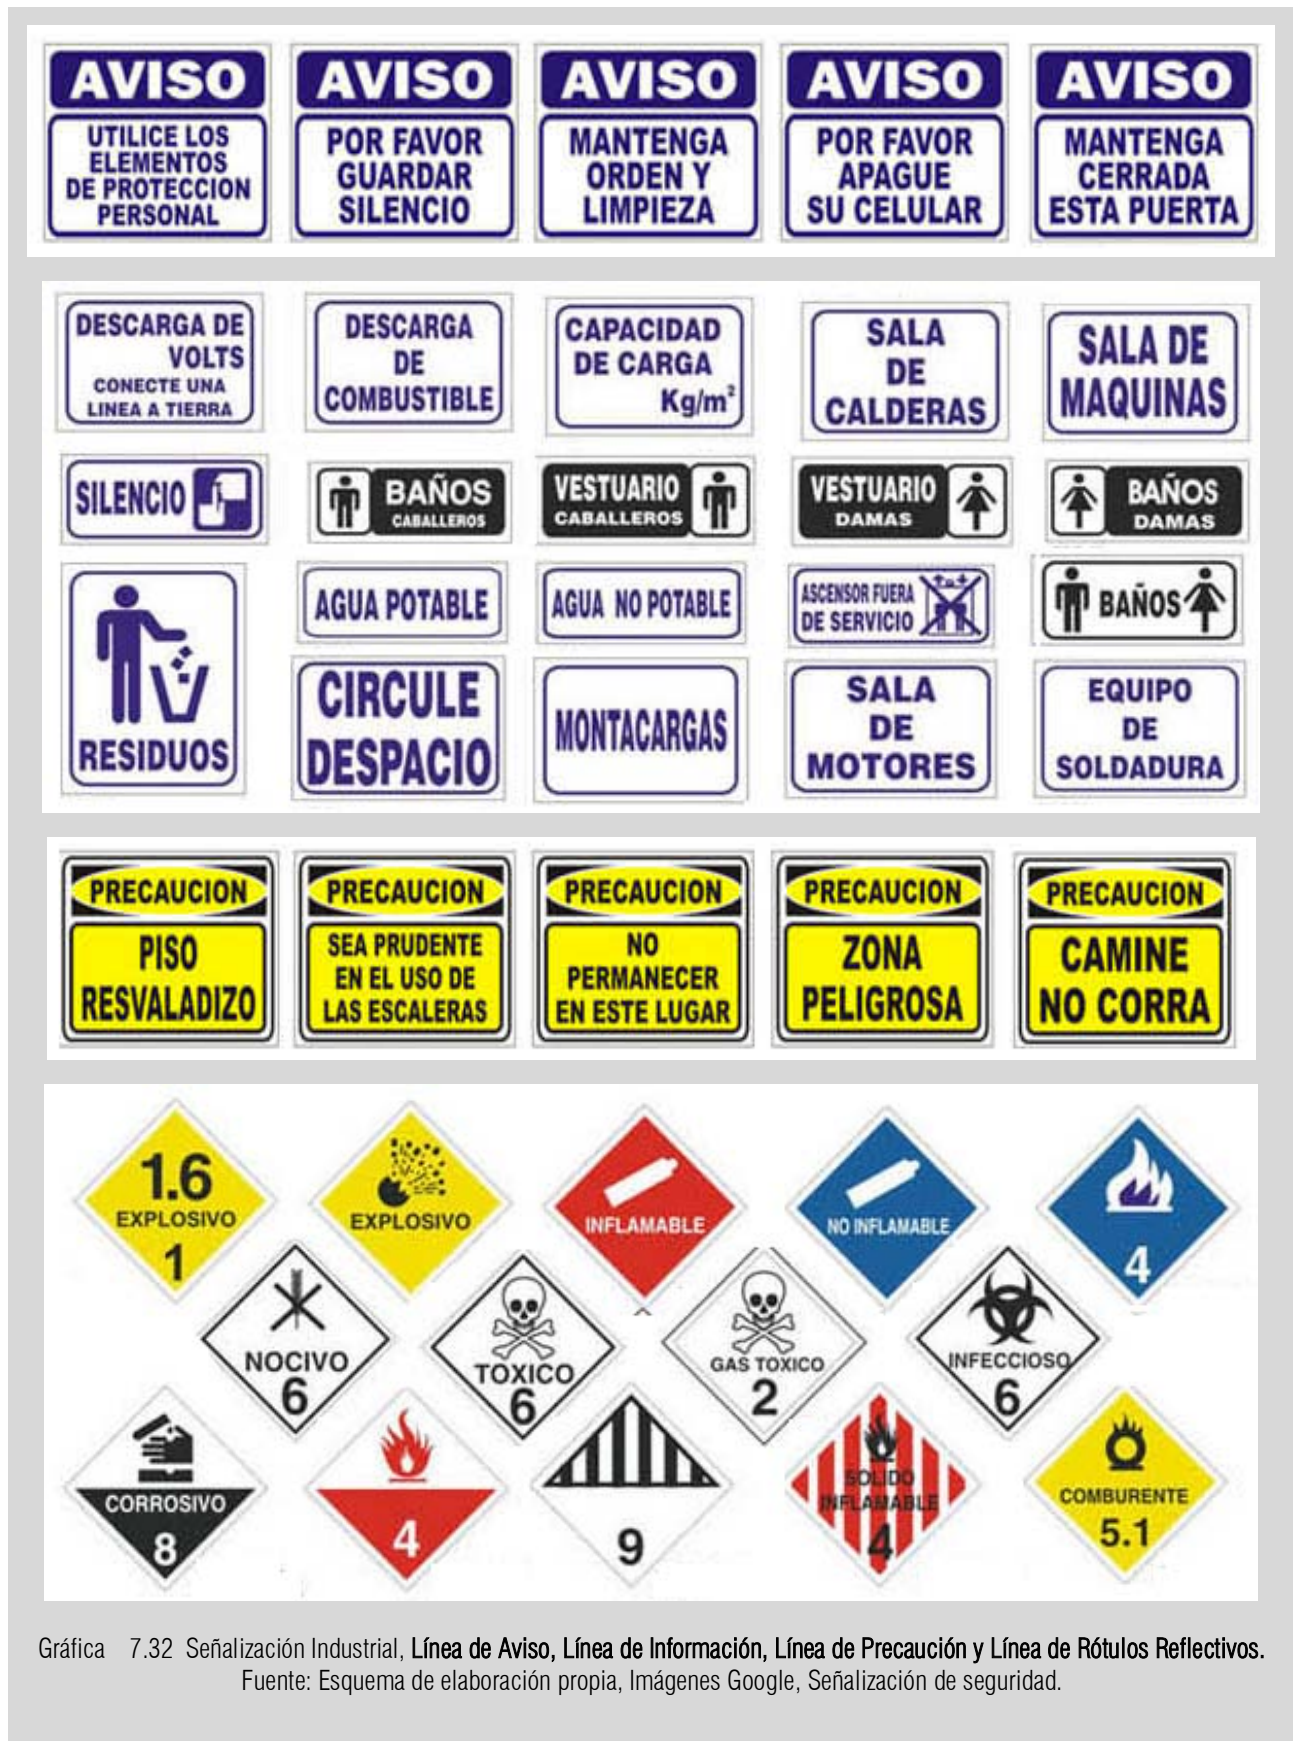 AVISO
UTILICE LOS
ELEMENTOS
DE PROTECCION
PERSONAL
AVISO
POR FAVOR
GUARDAR
SILENCIO
AVISO
MANTENGA
ORDEN Y
LIMPIEZA
AVISO
POR FAVOR
APAGUE
SU CELULAR
AVISO
MANTENGA
CERRADA
ESTA PUERTA
DESCARGA DE
VOLTS
CONECTE UNA
LINEA A TIERRA
DESCARGA
DE
COMBUSTIBLE
CAPACIDAD
DE CARGA
Kg/m²
SALA
DE
CALDERAS
SALA DE
MAQUINAS
SILENCIO
BAÑOS
CABALLEROS
VESTUARIO
CABALLEROS
VESTUARIO
DAMAS
BAÑOS
DAMAS
RESIDUOS
AGUA POTABLE
AGUA NO POTABLE
ASCENSOR FUERA
DE SERVICIO
BAÑOS
CIRCULE
DESPACIO
MONTACARGAS
SALA
DE
MOTORES
EQUIPO
DE
SOLDADURA
PRECAUCION
PISO
RESVALADIZO
PRECAUCION
SEA PRUDENTE
EN EL USO DE
LAS ESCALERAS
PRECAUCION
NO
PERMANECER
EN ESTE LUGAR
PRECAUCION
ZONA
PELIGROSA
PRECAUCION
CAMINE
NO CORRA
1.6
EXPLOSIVO
1
EXPLOSIVO
INFLAMABLE
NO INFLAMABLE
4
NOCIVO
6
TOXICO
6
GAS TOXICO
2
INFECCIOSO
6
CORROSIVO
8
4
9
SOLIDO
INFLAMABLE
4
COMBURENTE
5.1
Gráfica 7.32 Señalización Industrial, Línea de Aviso, Línea de Información, Línea de Precaución y Línea de Rótulos Reflectivos.
Fuente: Esquema de elaboración propia, Imágenes Google, Señalización de seguridad.